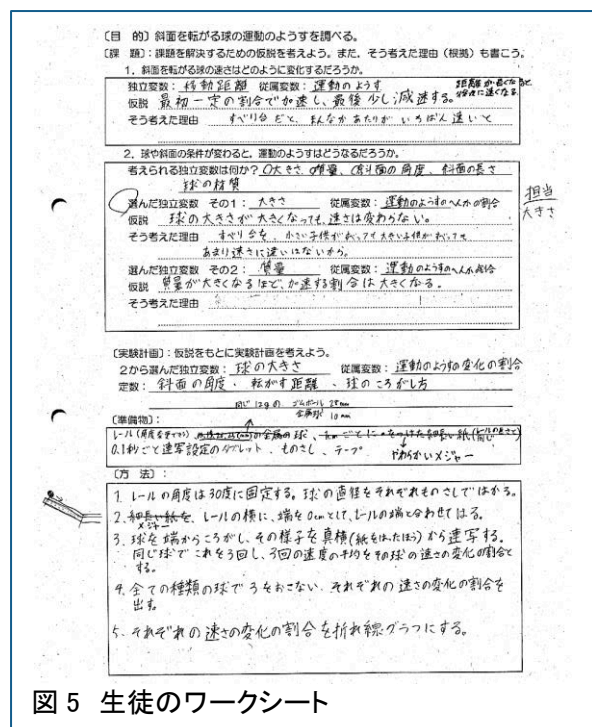 〔目　的〕斜面を転がる球の運動のようすを調べる。
〔課　題〕：課題を解決するための仮説を考えよう。また、そう考えた理由（根拠）も書こう。
1．斜面を転がる球の速さはどのように変化するだろうか。
独立変数：移動距離　従属変数：運動のようす
距離が長くなると
徐々に速くなる
仮説　最初一定の割合で加速し、最後少し減速する。
そう考えた理由　すべり台だと、まんなかあたりがいちばん速いと
2．球や斜面の条件が変わると、運動のようすはどうなるだろうか。
考えられる独立変数は何か？　大きさ、質量、斜面の角度、斜面の長さ
球の材質
選んだ独立変数　その1：大きさ　従属変数：運動のようすの変化の割合
担当
大きさ
仮説　球の大きさが大きくなっても、速さは変わらない。
そう考えた理由　すべり台を、小さい子供がすべっても大きい子供がすべっても
あまり速さに違いはないから。
選んだ独立変数　その2：質量　従属変数：運動のようすの変化の割合
仮説　質量が大きくなるほど、加速する割合は大きくなる。
そう考えた理由
〔実験計画〕：仮説をもとに実験計画を考えよう。
2から選んだ独立変数：球の大きさ　従属変数：運動のようすの変化の割合
定数：斜面の角度、転がす距離、球のころがし方
同じ12gの　ゴムボール
金属球
〔準備物〕：
レール
の金属の球、
細長い紙
0.1秒ごと連写設定のタブレット、ものさし、テープ
やわらかいメジャー
〔方　法〕：
1. レールの角度は30度に固定する。球の直径をそれぞれものさしではかる。
2. 細長い紙を、レールの横に、端を0cmとして、レールの端と合わせてはる。
メジャー
3. 球を端からころがし、その様子を真横（紙をはったほう）から連写する。
同じ球でこれを3回し、3回の速度の平均をその球の速さの変化の割合と
する。
4. 全ての種類の球で3をおこない、それぞれの速さの変化の割合を
出す。
5. それぞれの速さの変化の割合を折れ線グラフにする。
図 5　生徒のワークシート